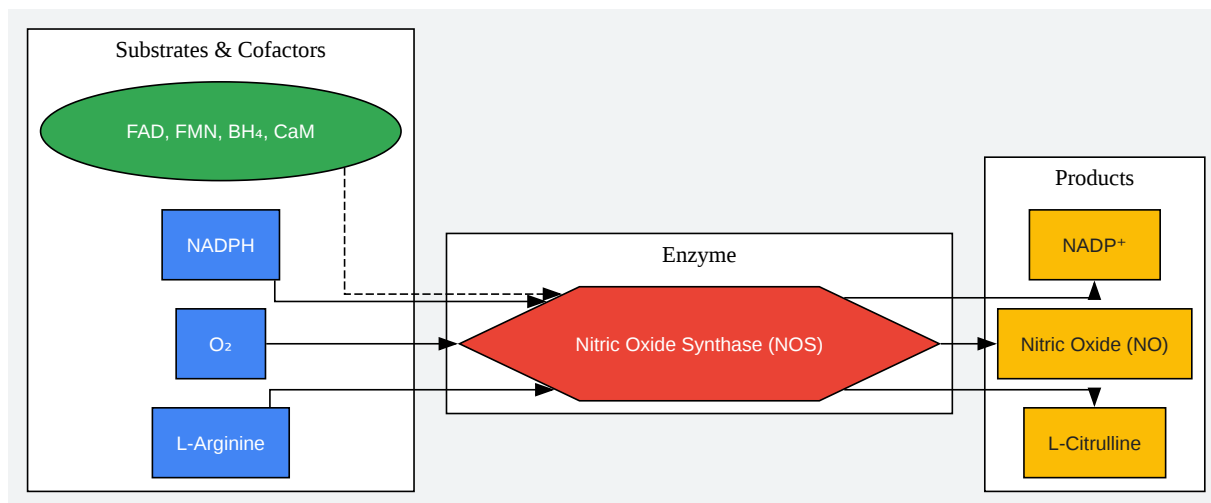 Substrates & Cofactors
FAD, FMN, BH₄, CaM
NADPH
O₂
L-Arginine
Enzyme
Nitric Oxide Synthase (NOS)
Products
NADP⁺
Nitric Oxide (NO)
L-Citrulline